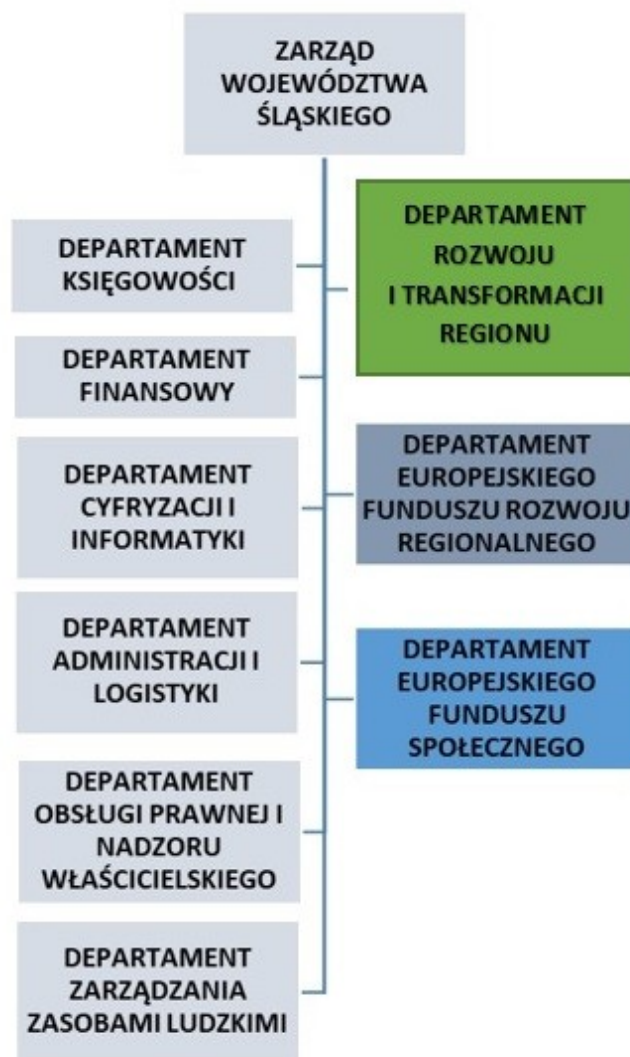 ZARZĄD
WOJEWÓDZTWA
ŚLĄSKIEGO
DEPARTAMENT
KSIĘGOWOŚCI
DEPARTAMENT
FINANSOWY
DEPARTAMENT
CYFRYZACJI I
INFORMATYKI
DEPARTAMENT
ADMINISTRACJI I
LOGISTYKI
DEPARTAMENT
OBSŁUGI PRAWNEJ I
NADZORU
WŁAŚCICIELSKIEGO
DEPARTAMENT
ZARZĄDZANIA
ZASOBAMI LUDZKIMI
DEPARTAMENT
ROZWOJU
I TRANSFORMACJI
REGIONU
DEPARTAMENT
EUROPEJSKIEGO
FUNDUSZU ROZWOJU
REGIONALNEGO
DEPARTAMENT
EUROPEJSKIEGO
FUNDUSZU
SPOŁECZNEGO